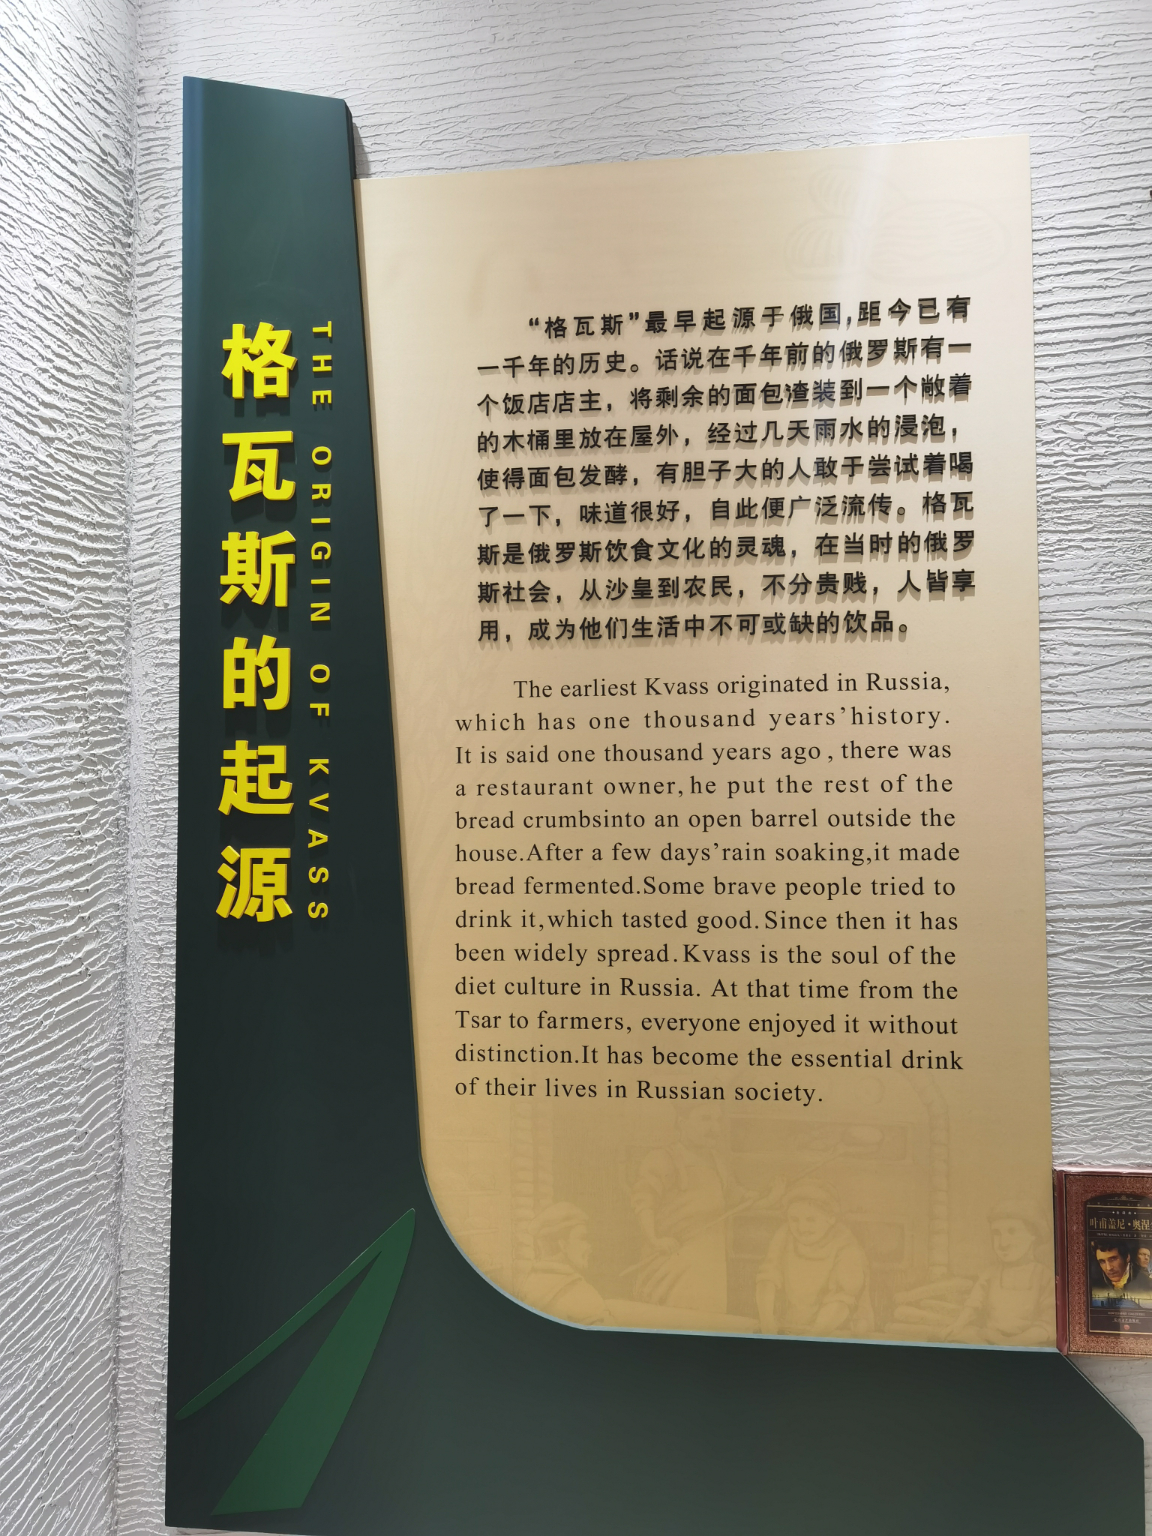 格瓦斯的起源
THE ORIGIN OF KVASS
“格瓦斯”最早起源于俄国,距今已有
一千年的历史。话说在千年前的俄罗斯有一
个饭店店主，将剩余的面包渣装到一个敞着
的木桶里放在屋外，经过几天雨水的浸泡，
使得面包发酵，有胆子大的人敢于尝试着喝
了一下，味道很好，自此便广泛流传。格瓦
斯是俄罗斯饮食文化的灵魂，在当时的俄罗
斯社会，从沙皇到农民，不分贵贱，人皆享
用，成为他们生活中不可或缺的饮品。
The earliest Kvass originated in Russia,
which has one thousand years’history.
It is said one thousand years ago , there was
a restaurant owner, he put the rest of the
bread crumbsinto an open barrel outside the
house.After a few days’rain soaking,it made
bread fermented.Some brave people tried to
drink it,which tasted good. Since then it has
been widely spread. Kvass is the soul of the
diet culture in Russia. At that time from the
Tsar to farmers, everyone enjoyed it without
distinction.It has become the essential drink
of their lives in Russian society.
叶甫盖尼·奥涅